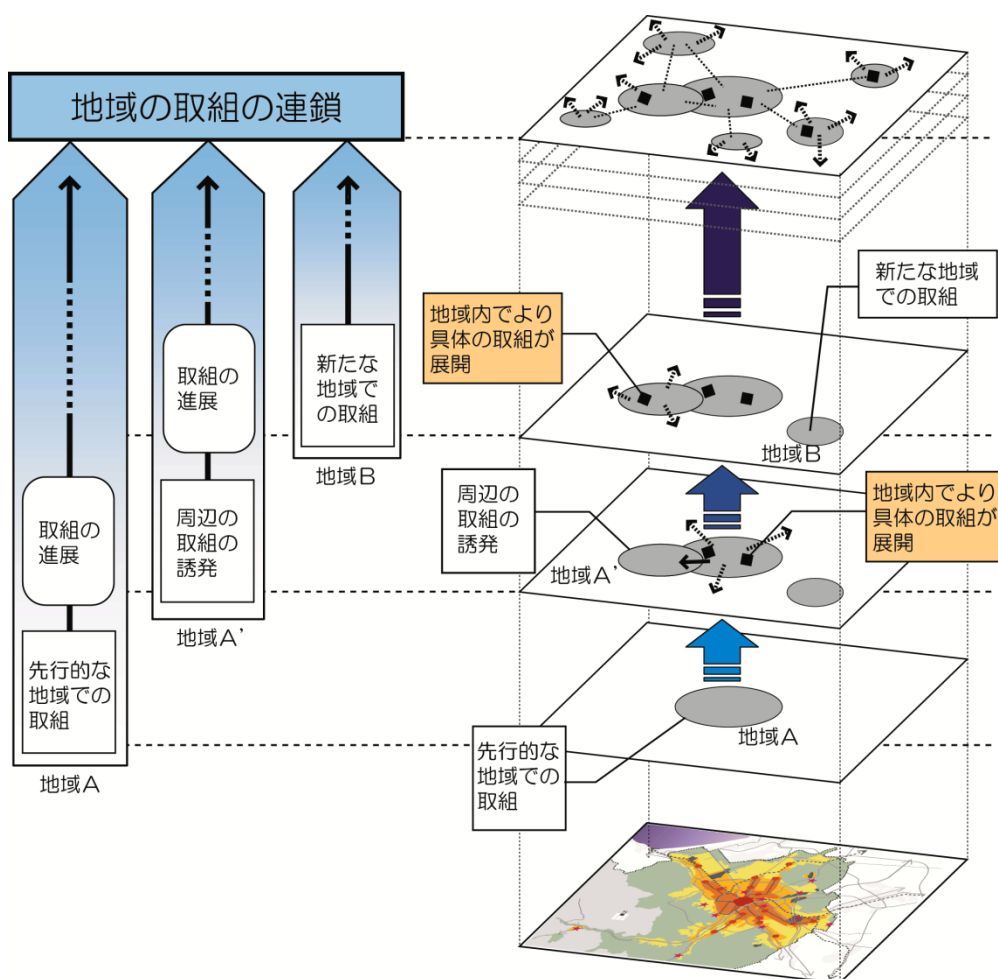 地域の取組の連鎖
取組の
進展
先行的な
地域での
取組
地域A
取組の
進展
周辺の
取組の
誘発
地域A’
新たな
地域で
の取組
地域B
新たな地域
での取組
地域内でより
具体の取組が
展開
地域B
周辺の
取組の
誘発
地域A’
地域内でより
具体の取組が
展開
地域A
先行的な
地域での
取組